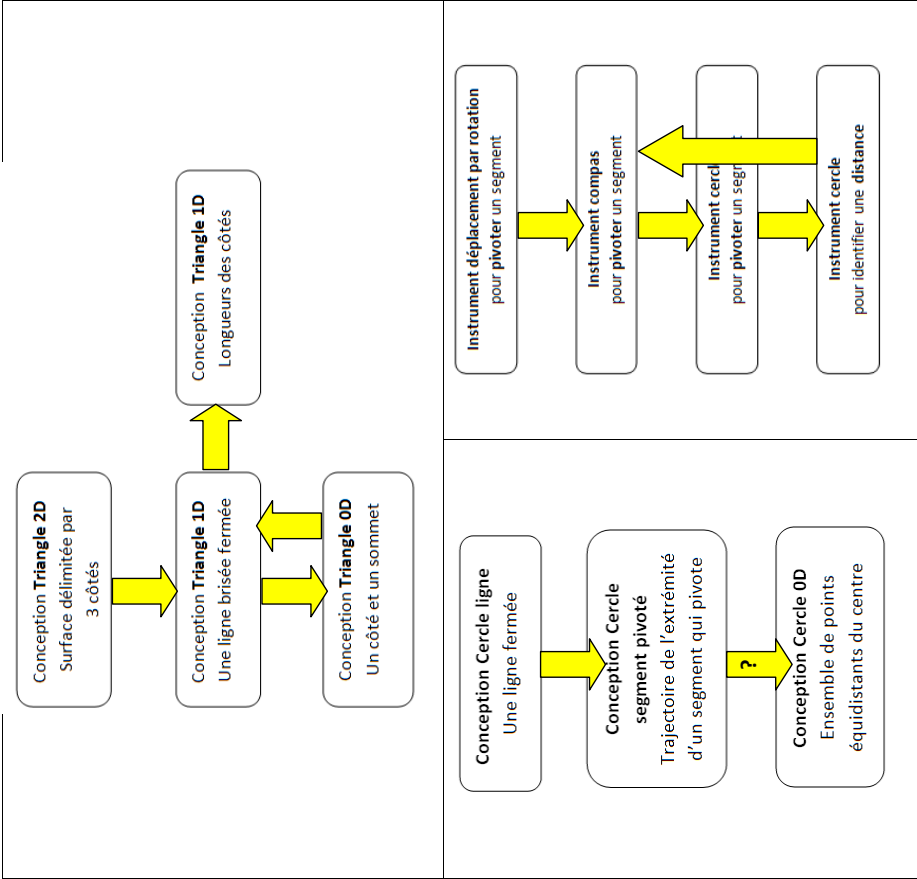 Conception Triangle 2D
Surface délimitée par
3 côtés
Conception Triangle 1D
Une ligne brisée fermée
Conception Triangle 1D
Longueurs des côtés
Conception Triangle 0D
Un côté et un sommet
Conception Cercle ligne
Une ligne fermée
Conception Cercle
segment pivoté
Trajectoire de l'extrémité
d'un segment qui pivote
?
Conception Cercle 0D
Ensemble de points
équidistants du centre
Instrument déplacement par rotation
pour pivoter un segment
Instrument compas
pour pivoter un segment
Instrument cercle
pour pivoter un segment
Instrument cercle
pour identifier une distance